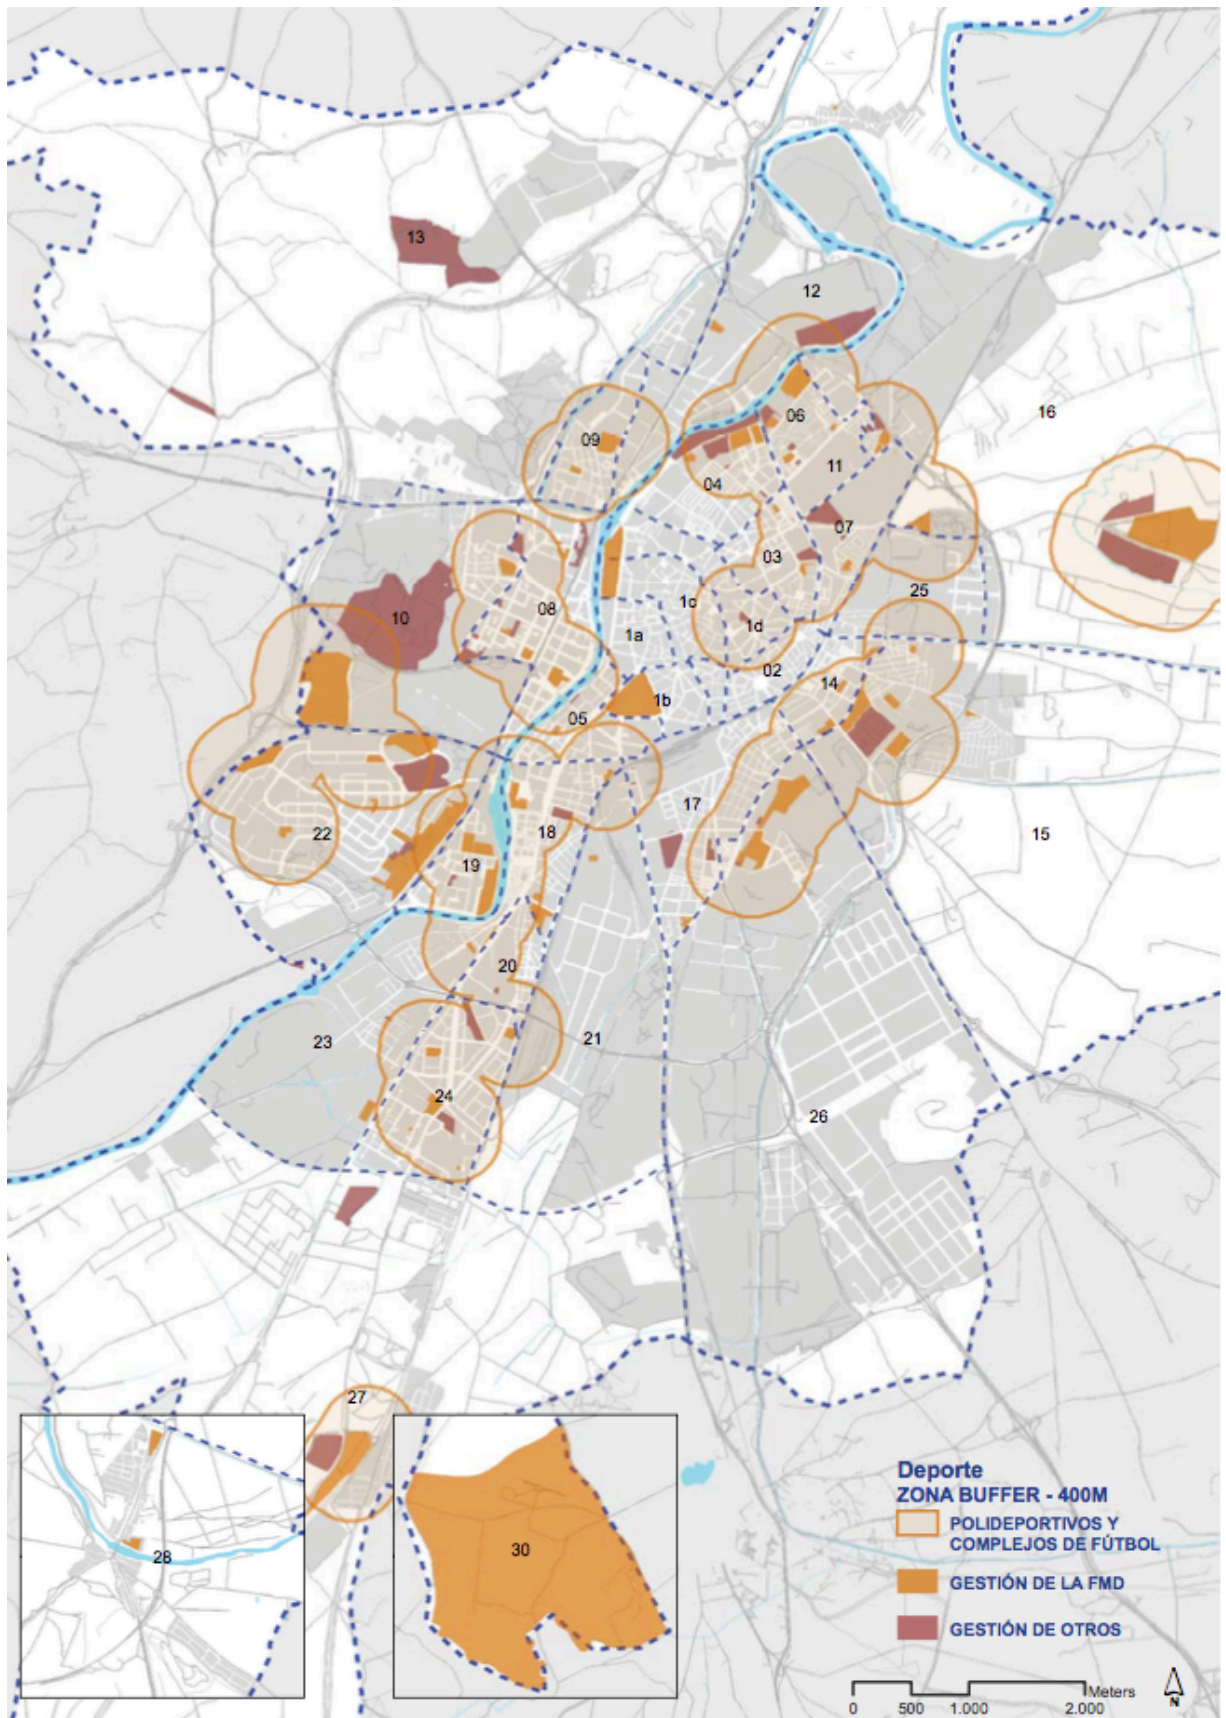 13
12
16
06
09
11
04
07
03
25
1c
10
08
1d
1a
02
14
1b
05
17
15
22
18
19
20
21
23
24
26
27
28
30
Deporte
ZONA BUFFER - 400M
POLIDEPORTIVOS Y
COMPLEJOS DE FÚTBOL
GESTIÓN DE LA FMD
GESTIÓN DE OTROS
Meters
0 500 1.000 2.000
N